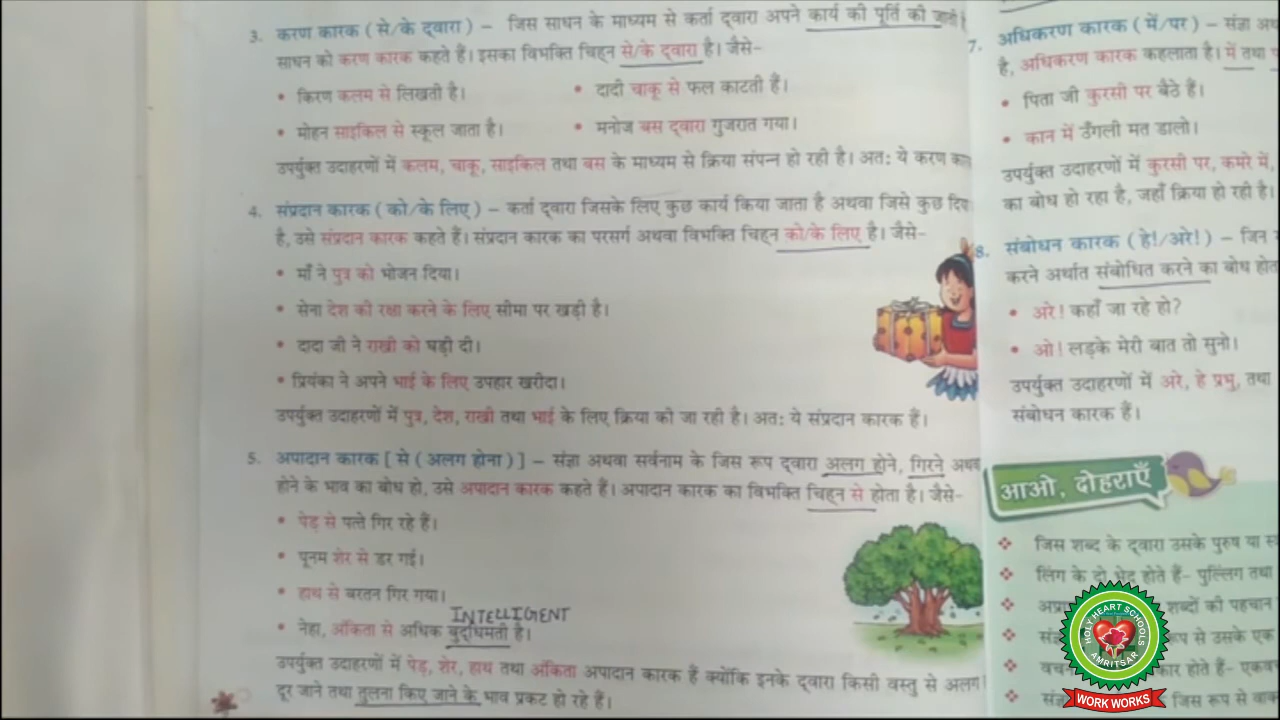 3. करण कारक ( से/के द्वारा ) – जिस साधन के माध्यम से कर्ता द्वारा अपने कार्य की पूर्ति की जाती
साधन को करण कारक कहते हैं। इसका विभक्ति चिह्न से/के द्वारा है। जैसे–
• किरण कलम से लिखती है।
• दादी चाकू से फल काटती हैं।
• मोहन साइकिल से स्कूल जाता है।
• मनोज बस द्वारा गुजरात गया।
उपर्युक्त उदाहरणों में कलम, चाकू, साइकिल तथा बस के माध्यम से क्रिया संपन्न हो रही है। अतः ये करण
4. संप्रदान कारक ( को/के लिए ) – कर्ता द्वारा जिसके लिए कुछ कार्य किया जाता है अथवा जिसे कुछ
है, उसे संप्रदान कारक कहते हैं। संप्रदान कारक का परसर्ग अथवा विभक्ति चिह्न को/के लिए है। जैसे–
• माँ ने पुत्र को भोजन दिया।
• सेना देश की रक्षा करने के लिए सीमा पर खड़ी है।
• दादा जी ने राखी को घड़ी दी।
• प्रियंका ने अपने भाई के लिए उपहार खरीदा।
उपर्युक्त उदाहरणों में पुत्र, देश, राखी तथा भाई के लिए क्रिया की जा रही है। अतः ये संप्रदान कारक हैं।
5. अपादान कारक [ से ( अलग होना ) ] – संज्ञा अथवा सर्वनाम के जिस रूप द्वारा अलग होने, गिरने
होने के भाव का बोध हो, उसे अपादान कारक कहते हैं। अपादान कारक का विभक्ति चिह्न से होता है। जैसे–
• पेड़ से पत्ते गिर रहे हैं।
• पूनम शेर से डर गई।
• हाथ से बरतन गिर गया।
INTELLIGENT
• नेहा, अंकिता से अधिक बुद्धिमती है।
उपर्युक्त उदाहरणों में पेड़, शेर, हाथ तथा अंकिता अपादान कारक हैं क्योंकि इनके द्वारा किसी वस्तु से अलग
दूर जाने तथा तुलना किए जाने के भाव प्रकट हो रहे हैं।
7. अधिकरण कारक ( में/पर ) – संज्ञा
है, अधिकरण कारक कहलाता है। में तथा
• पिता जी कुरसी पर बैठे हैं।
• कान में उँगली मत डालो।
उपर्युक्त उदाहरणों में कुरसी पर, कमरे में,
का बोध हो रहा है, जहाँ क्रिया हो रही है।
8. संबोधन कारक ( हे!/अरे! ) – जिन
करने अर्थात संबोधित करने का बोध
• अरे! कहाँ जा रहे हो?
• ओ! लड़के मेरी बात तो सुनो।
उपर्युक्त उदाहरणों में अरे, हे प्रभु, तथा
संबोधन कारक हैं।
आओ, दोहराएँ
❖ जिस शब्द के द्वारा उसके पुरुष या
❖ लिंग के दो भेद होते हैं– पुल्लिंग तथा
❖ शब्दों की पहचान
❖ रूप से उसके एक
❖ वचन होते हैं– 
❖ जिस रूप से
HOLY HEART SCHOOLS
AMRITSAR
WORK WORKS